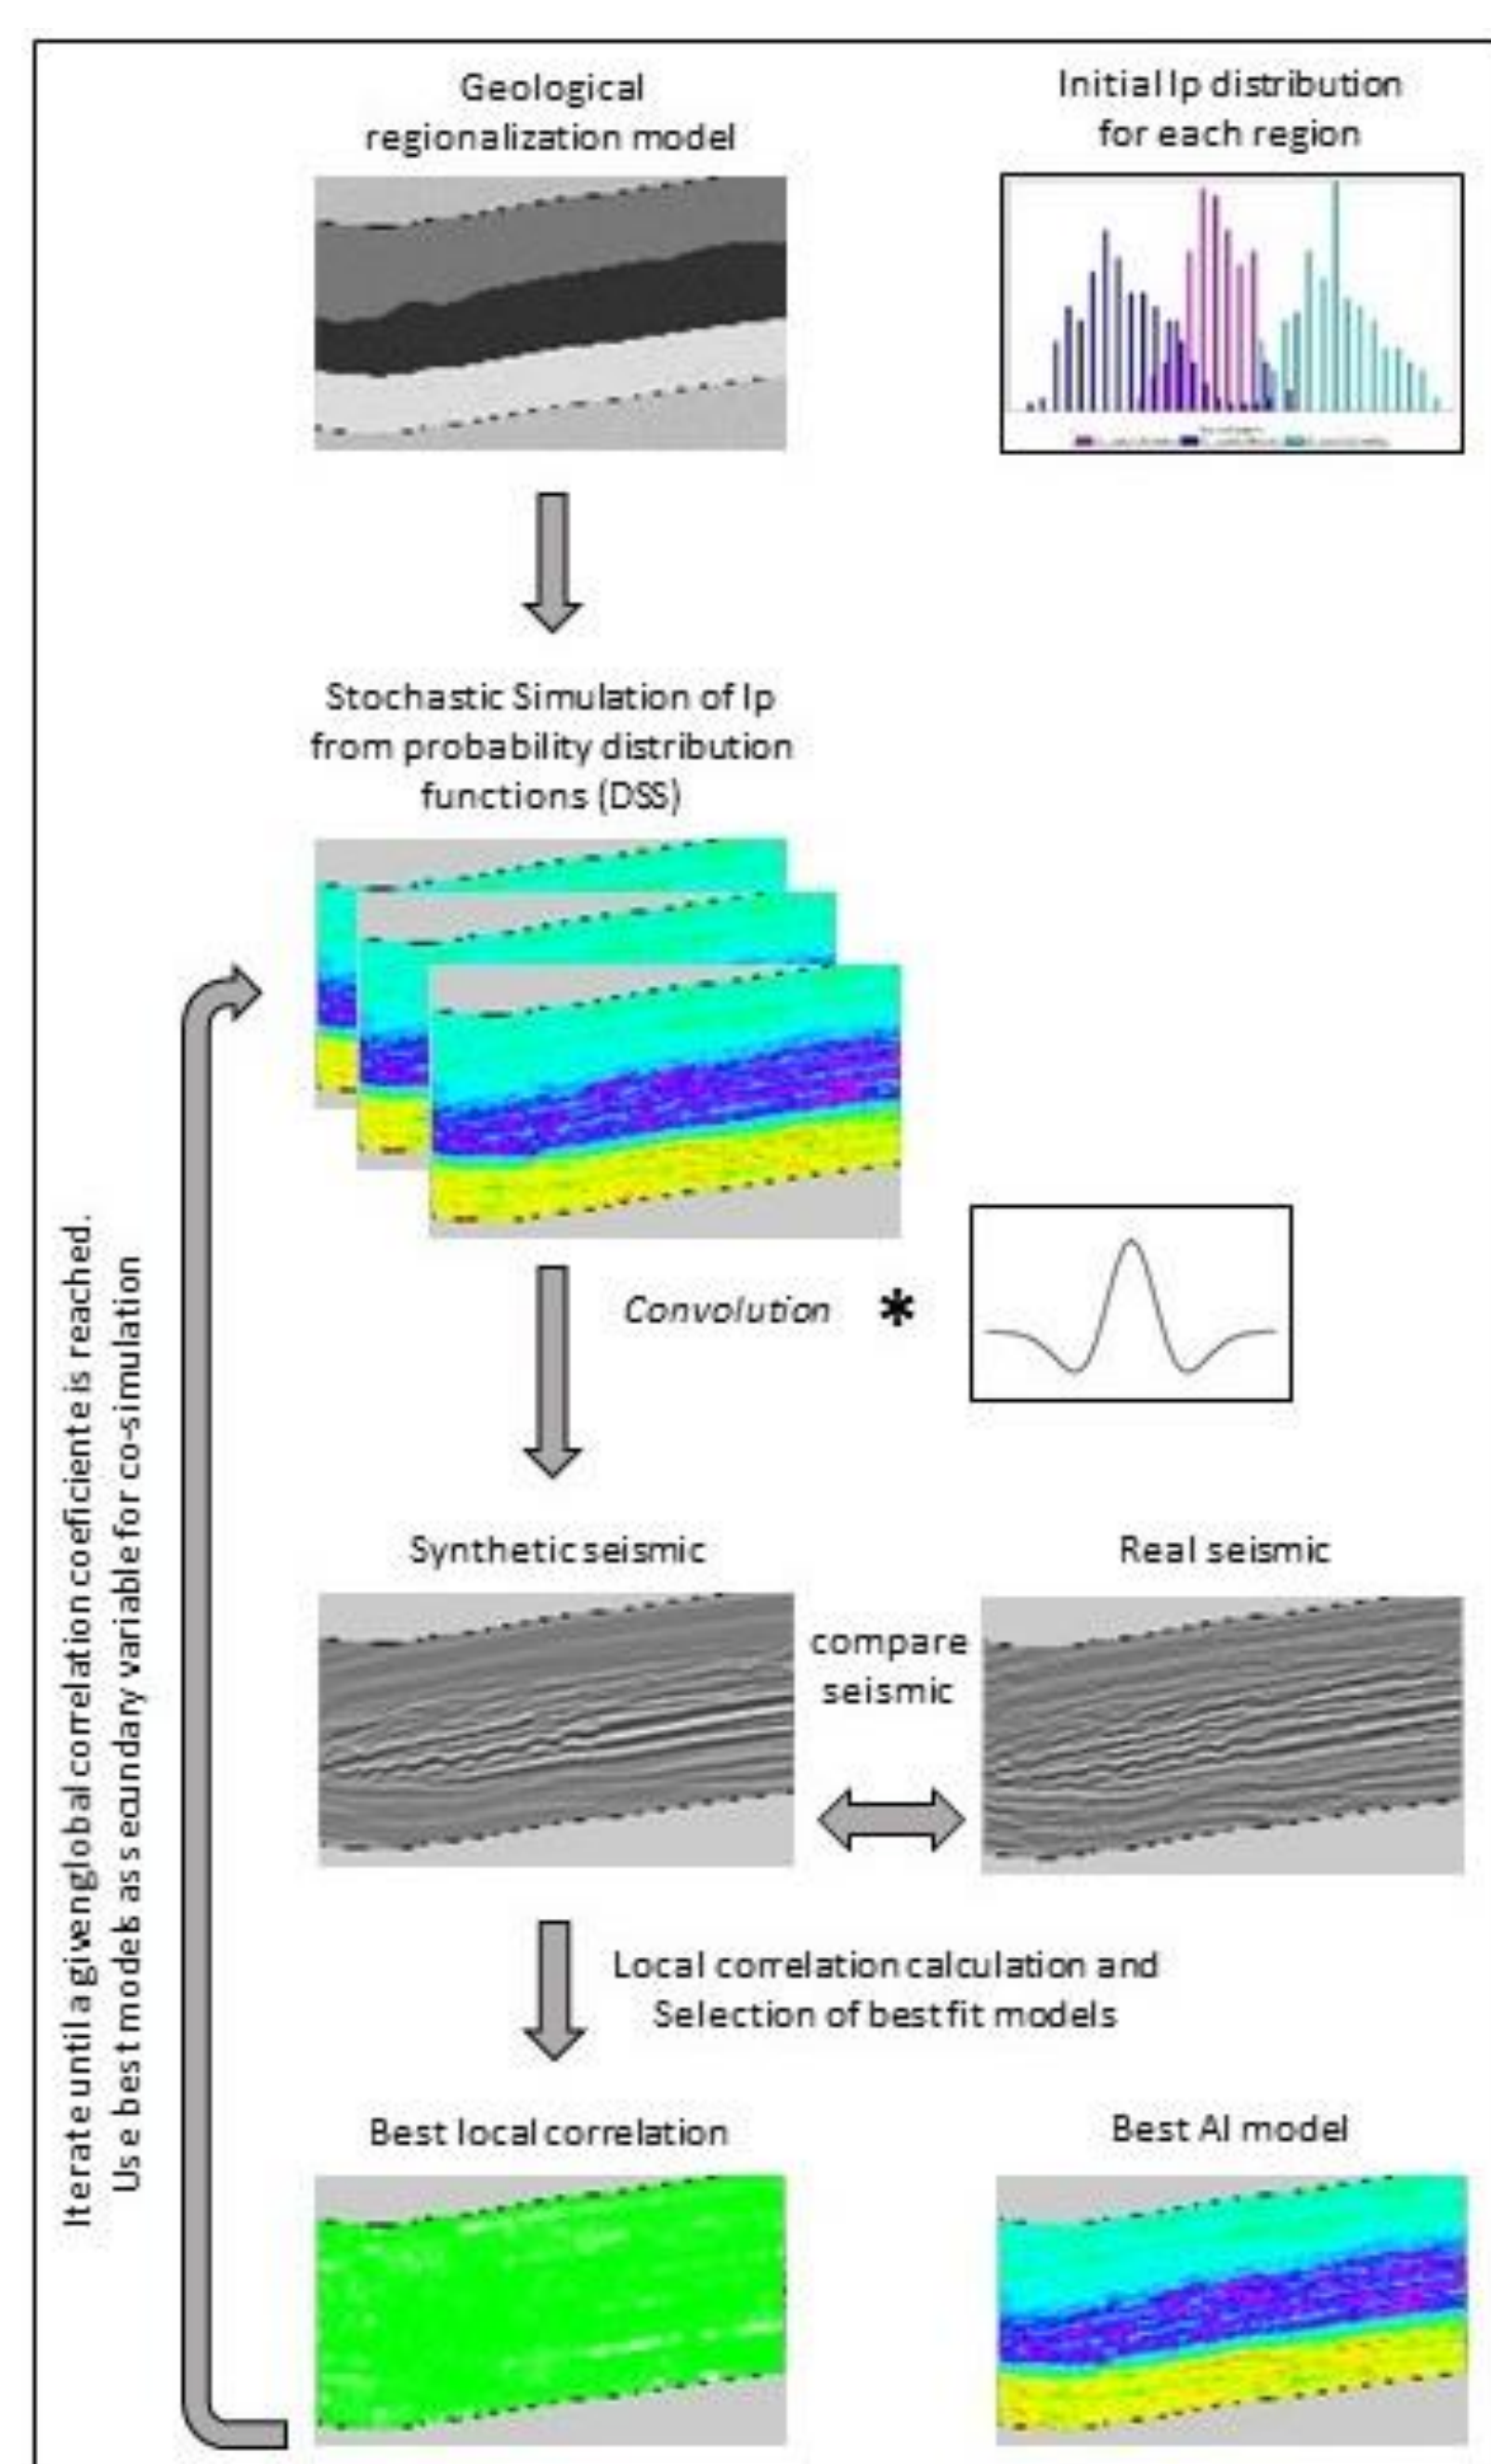 Geological
regionalization model
Initial Ip distribution
for each region
Stochastic Simulation of Ip
from probability distribution
functions (DSS)
Convolution *
Synthetic seismic
Real seismic
compare
seismic
Local correlation calculation and
Selection of best fit models
Best local correlation
Best AI model
Iterate until a given global correlation coeficiente is reached.
Use best models as secundary variable for co-simulation